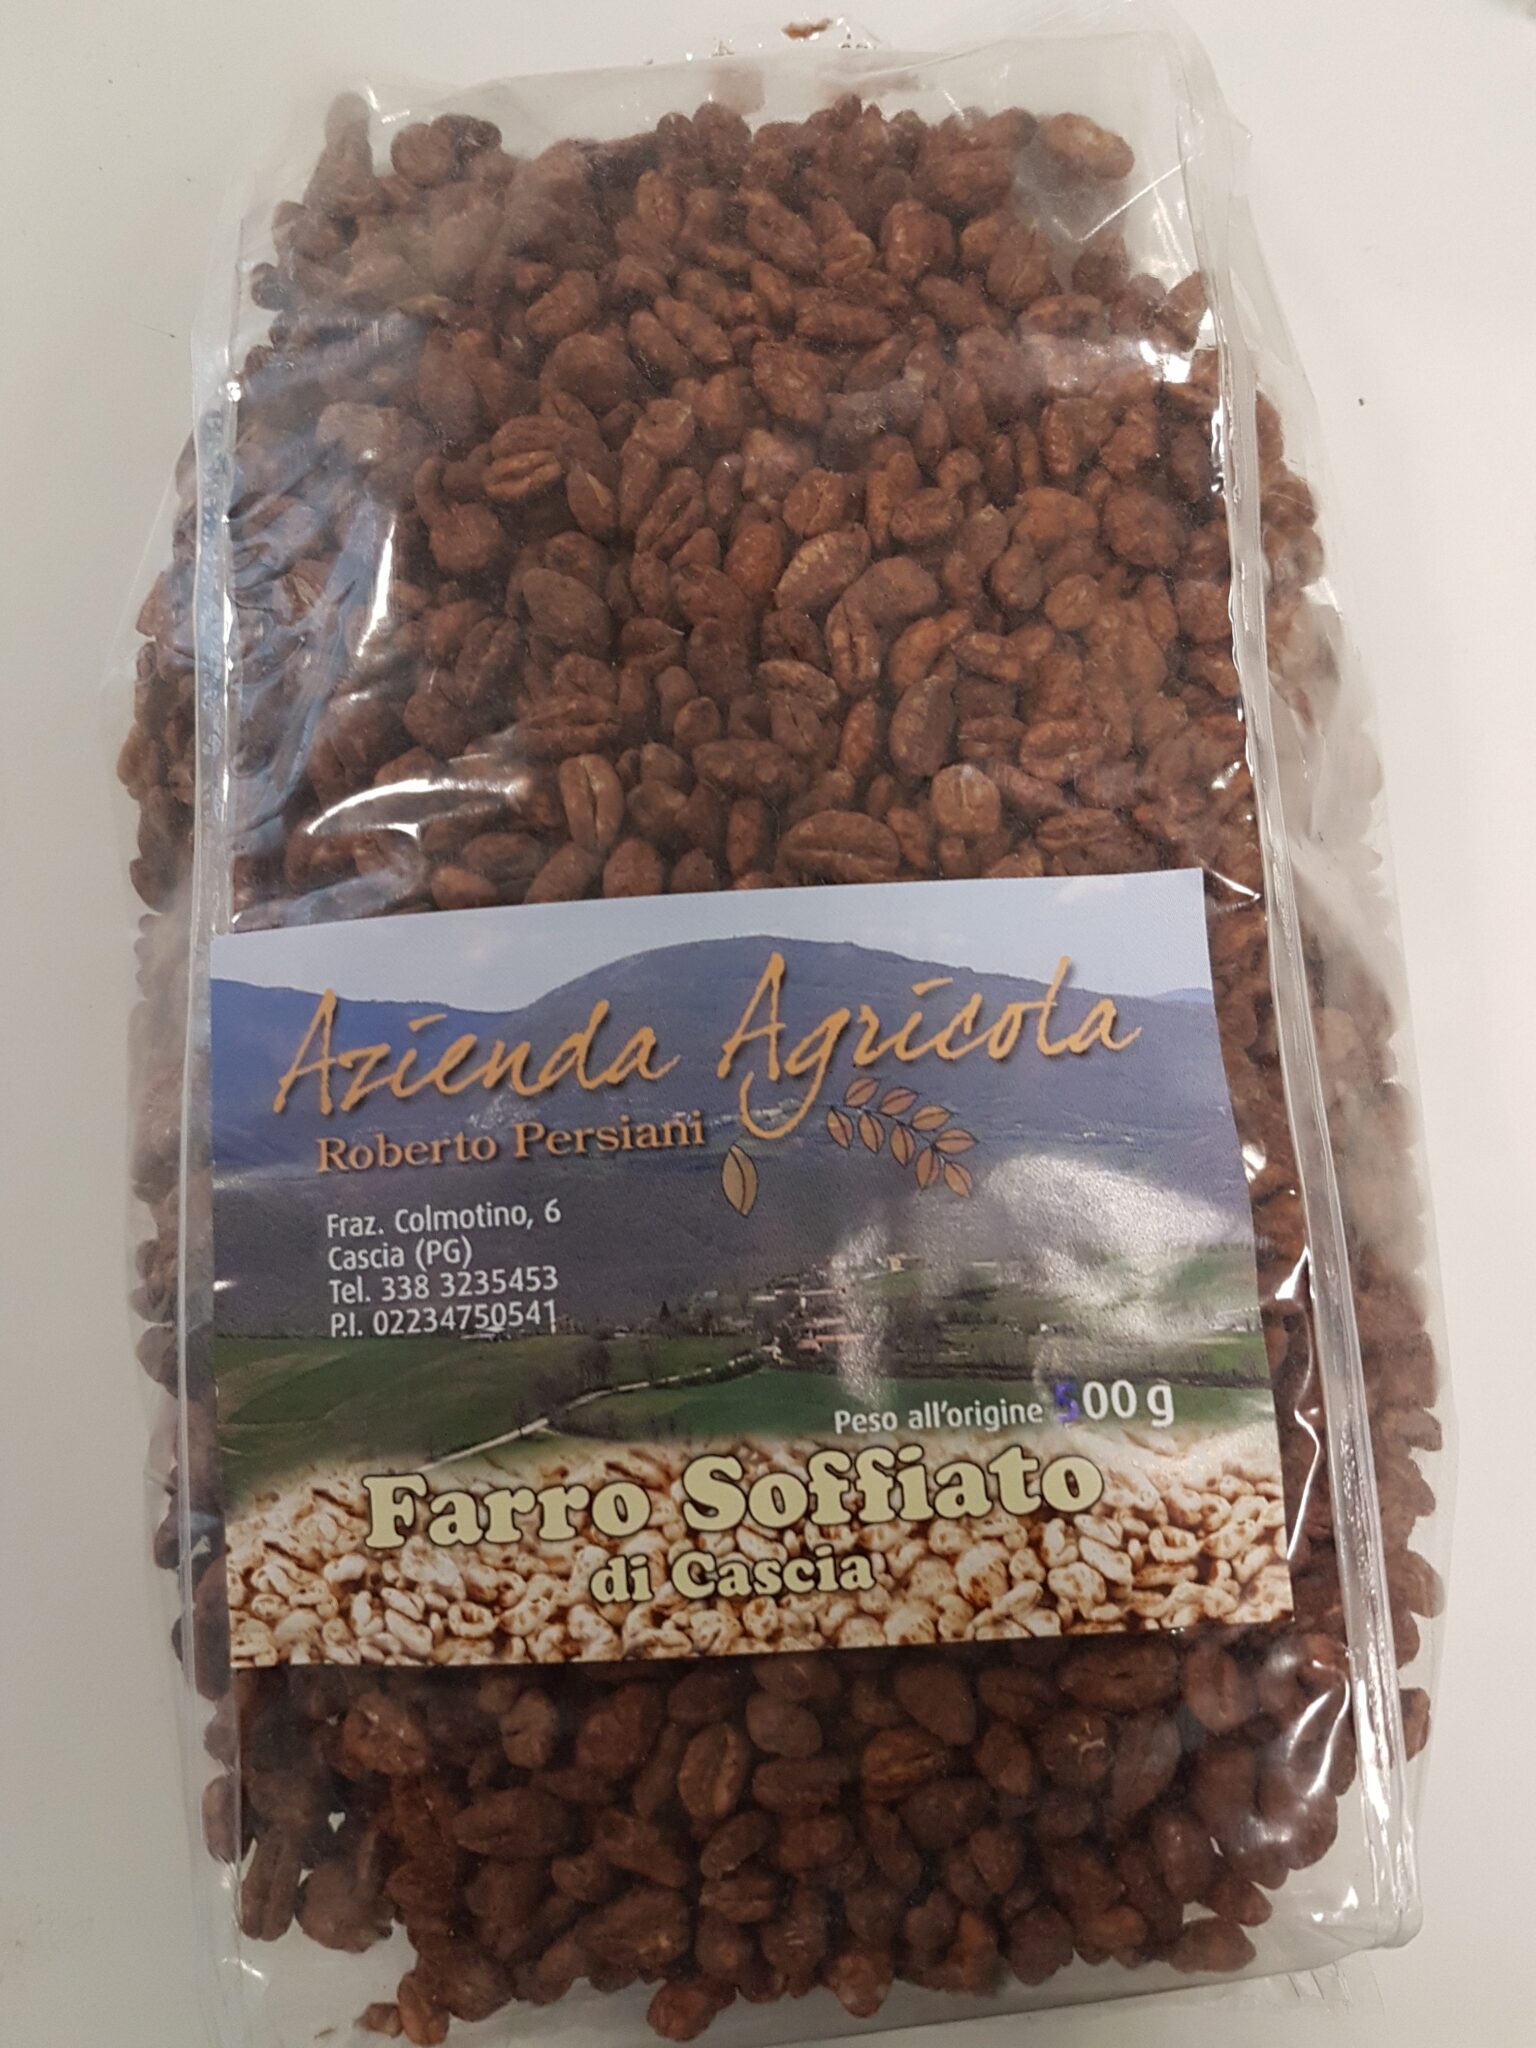 Azienda Agricola
Roberto Persiani
Fraz. Colmotino, 6
Cascia (PG)
Tel. 338 3235453
P.I. 02234750541
Peso all'origine 500 g
Farro Soffiato
di Cascia